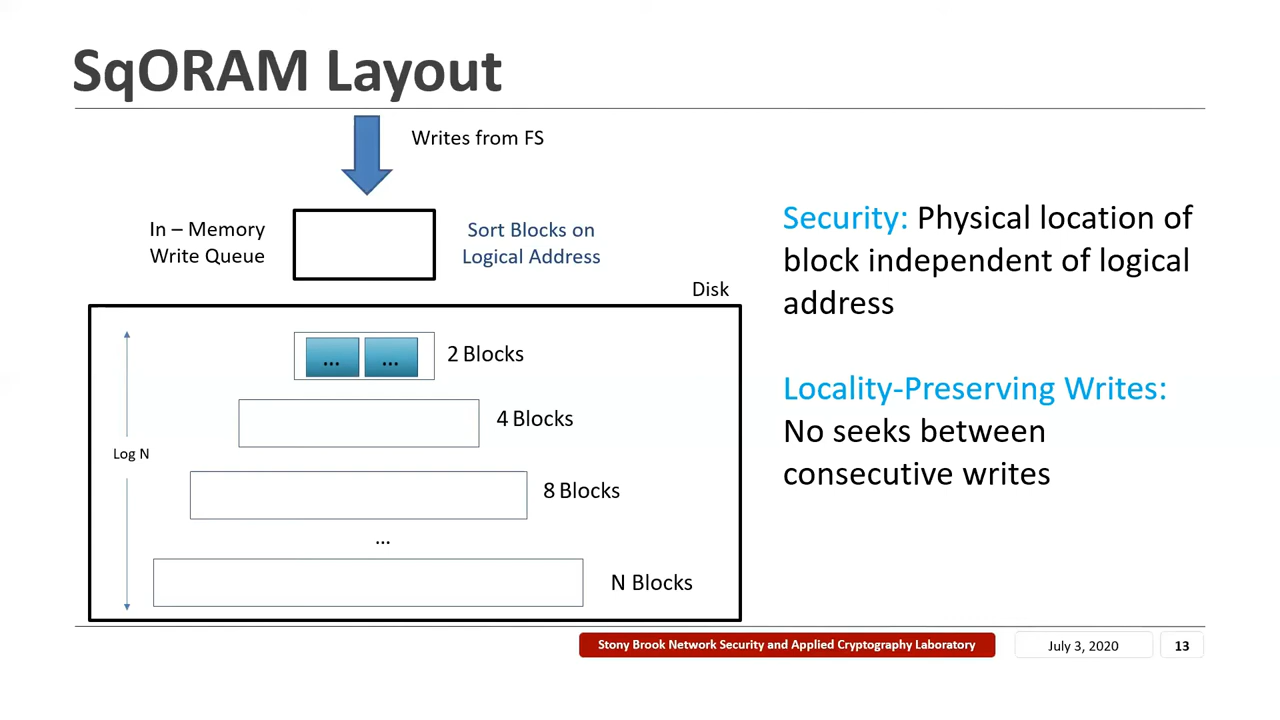 SqORAM Layout
Writes from FS
In – Memory
Write Queue
Sort Blocks on
Logical Address
Disk
... ...
2 Blocks
4 Blocks
Log N
8 Blocks
...
N Blocks
Security: Physical location of
block independent of logical
address
Locality-Preserving Writes:
No seeks between
consecutive writes
Stony Brook Network Security and Applied Cryptography Laboratory
July 3, 2020
13